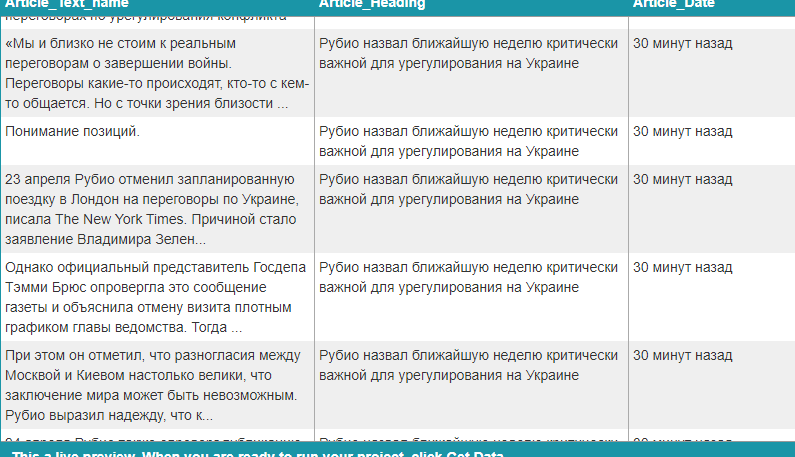 Article_Text_name Article_Heading Article_Date
переговорах по урегулированию конфликта
«Мы и близко не стоим к реальным
переговорам о завершении войны.
Переговоры какие-то происходят, кто-то с кем-
то общается. Но с точки зрения близости ...
Рубио назвал ближайшую неделю критически
важной для урегулирования на Украине
30 минут назад
Понимание позиций.
Рубио назвал ближайшую неделю критически
важной для урегулирования на Украине
30 минут назад
23 апреля Рубио отменил запланированную
поездку в Лондон на переговоры по Украине,
писала The New York Times. Причиной стало
заявление Владимира Зелен...
Рубио назвал ближайшую неделю критически
важной для урегулирования на Украине
30 минут назад
Однако официальный представитель Госдепа
Тэмми Брюс опровергла это сообщение
газеты и объяснила отмену визита плотным
графиком главы ведомства. Тогда ...
Рубио назвал ближайшую неделю критически
важной для урегулирования на Украине
30 минут назад
При этом он отметил, что разногласия между
Москвой и Киевом настолько велики, что
заключение мира может быть невозможным.
Рубио выразил надежду, что к...
Рубио назвал ближайшую неделю критически
важной для урегулирования на Украине
30 минут назад
Рубио назвал ближайшую неделю критически
30 минут назад
This a live preview. When you are ready to run your project, click Get Data